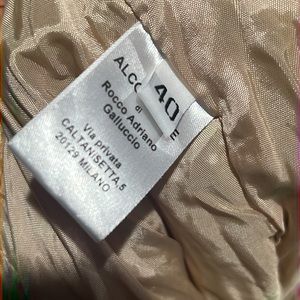 ALCO
40
di
Rocco Adriano
Galluccio
Via privata
CALTANISETTA 5
20129 MILANO